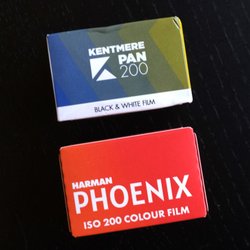 KENTMERE
PAN
200
BLACK & WHITE FILM
HARMAN
PHOENIX
ISO 200 COLOUR FILM